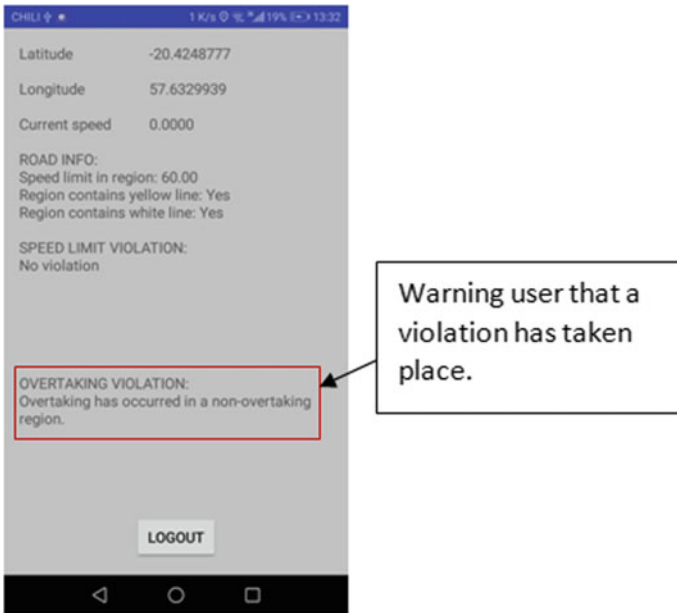 CHILI 1 K/s 19% 13:32
Latitude -20.4248777
Longitude 57.6329939
Current speed 0.0000
ROAD INFO:
Speed limit in region: 60.00
Region contains yellow line: Yes
Region contains white line: Yes
SPEED LIMIT VIOLATION:
No violation
OVERTAKING VIOLATION:
Overtaking has occurred in a non-overtaking
region.
LOGOUT
Warning user that a
violation has taken
place.